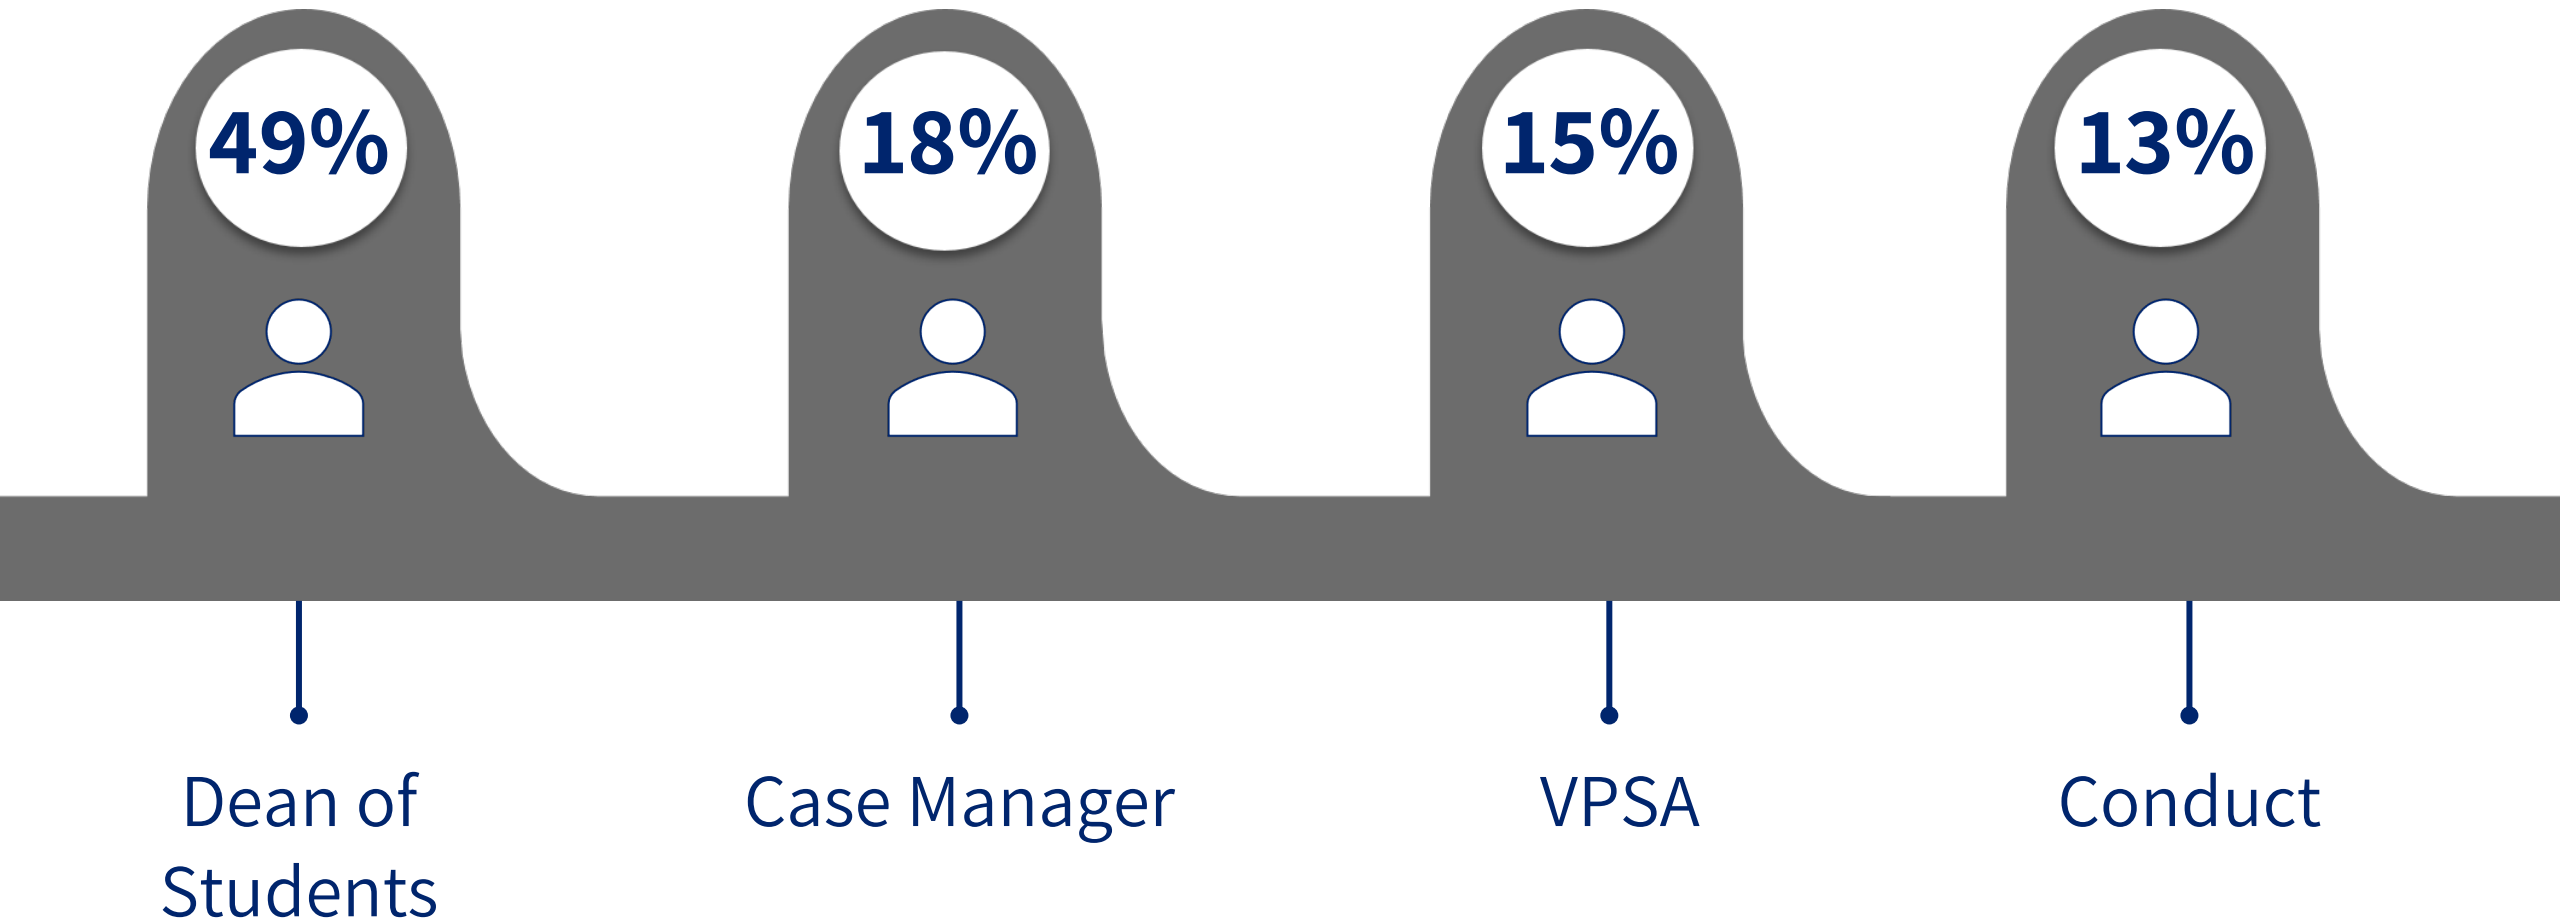 49%
18%
15%
13%
Dean of
Students
Case Manager
VPSA
Conduct